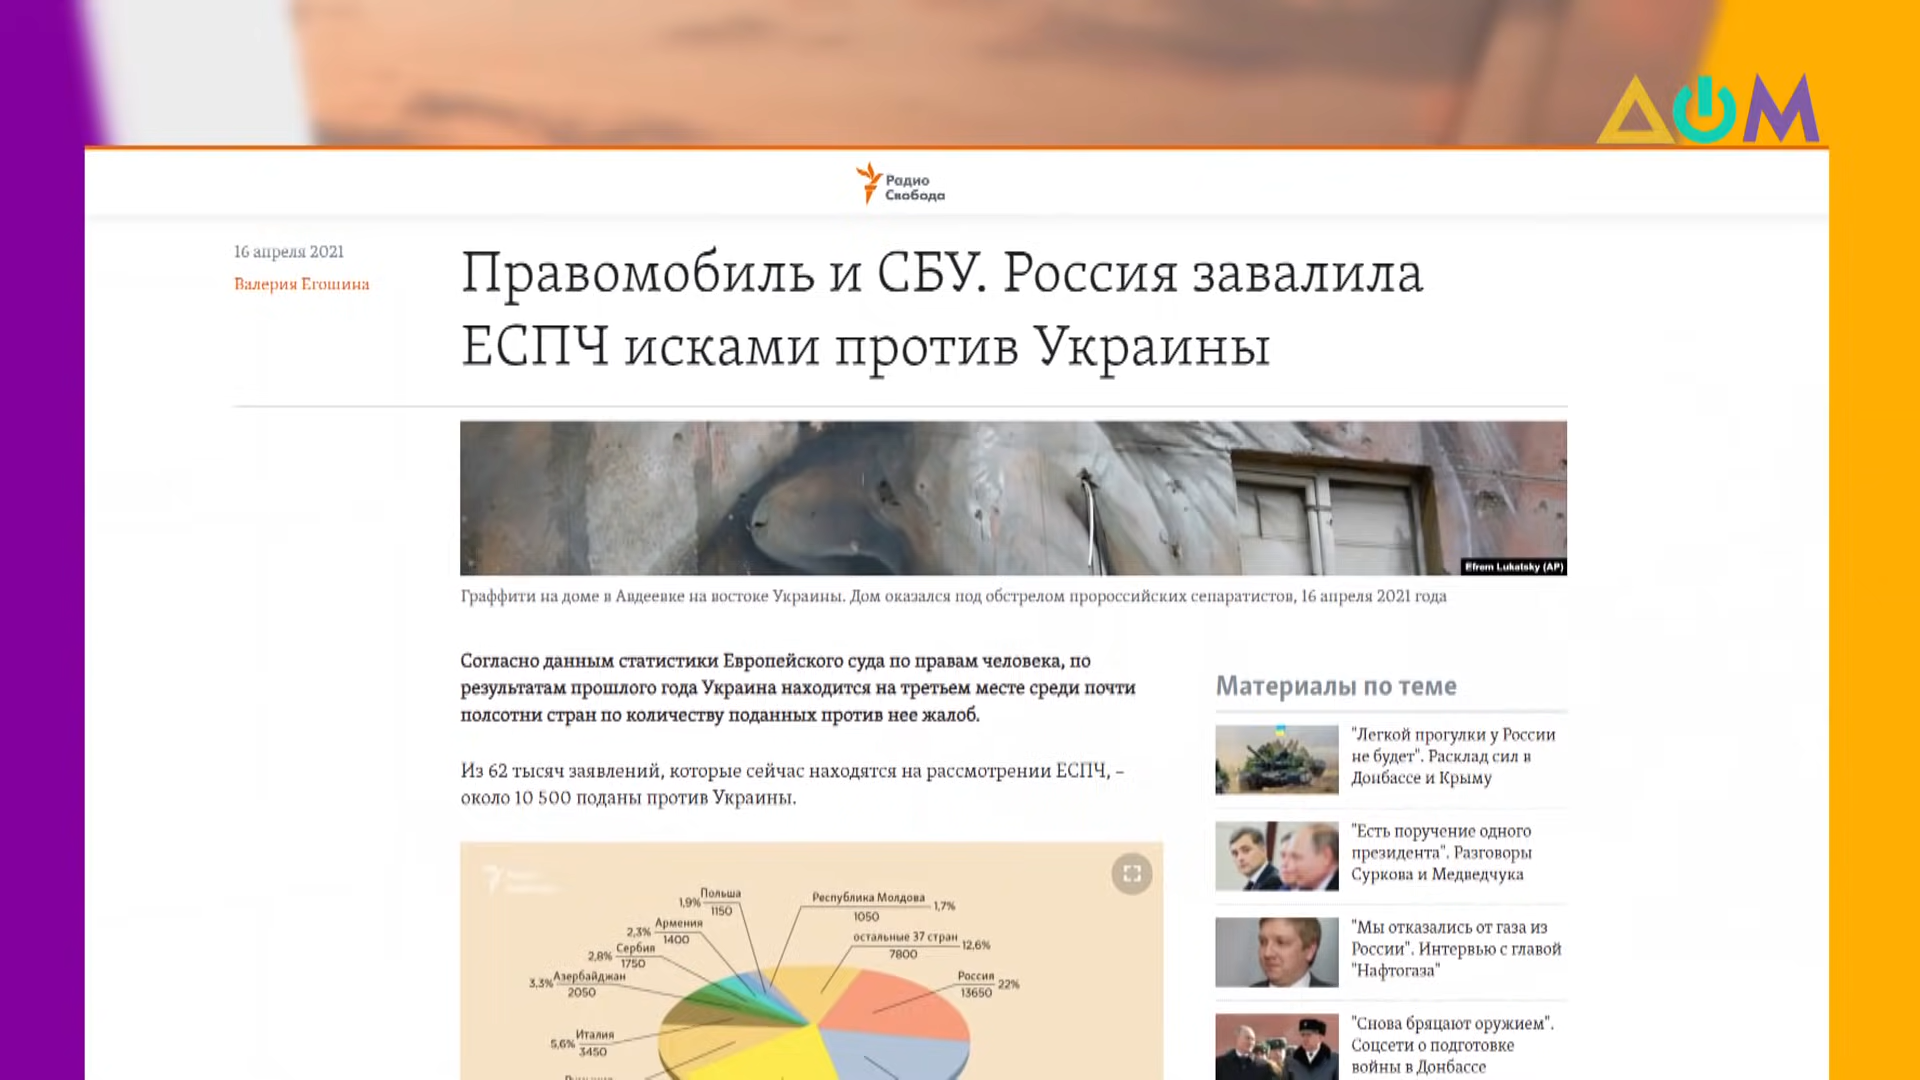 ДОМ
Радио
Свобода
16 апреля 2021
Валерия Егошина
Правомобиль и СБУ. Россия завалила
ЕСПЧ исками против Украины
Efrem Lukatsky (AP)
Граффити на доме в Авдеевке на востоке Украины. Дом оказался под обстрелом пророссийских сепаратистов, 16 апреля 2021 года
Согласно данным статистики Европейского суда по правам человека, по
результатам прошлого года Украина находится на третьем месте среди почти
полсотни стран по количеству поданных против нее жалоб.
Из 62 тысяч заявлений, которые сейчас находятся на рассмотрении ЕСПЧ, –
около 10 500 поданы против Украины.
Польша
1,9%
1150
Республика Молдова
1,7%
1050
Армения
2,3%
1400
остальные 37 стран
12,6%
7800
Сербия
2,8%
1750
Азербайджан
3,3%
2050
Россия
22%
13650
Италия
5,6%
3450
Материалы по теме
"Легкой прогулки у России
не будет". Расклад сил в
Донбассе и Крыму
"Есть поручение одного
президента". Разговоры
Суркова и Медведчука
"Мы отказались от газа из
России". Интервью с главой
"Нафтогаза"
"Снова бряцают оружием".
Соцсети о подготовке
войны в Донбассе